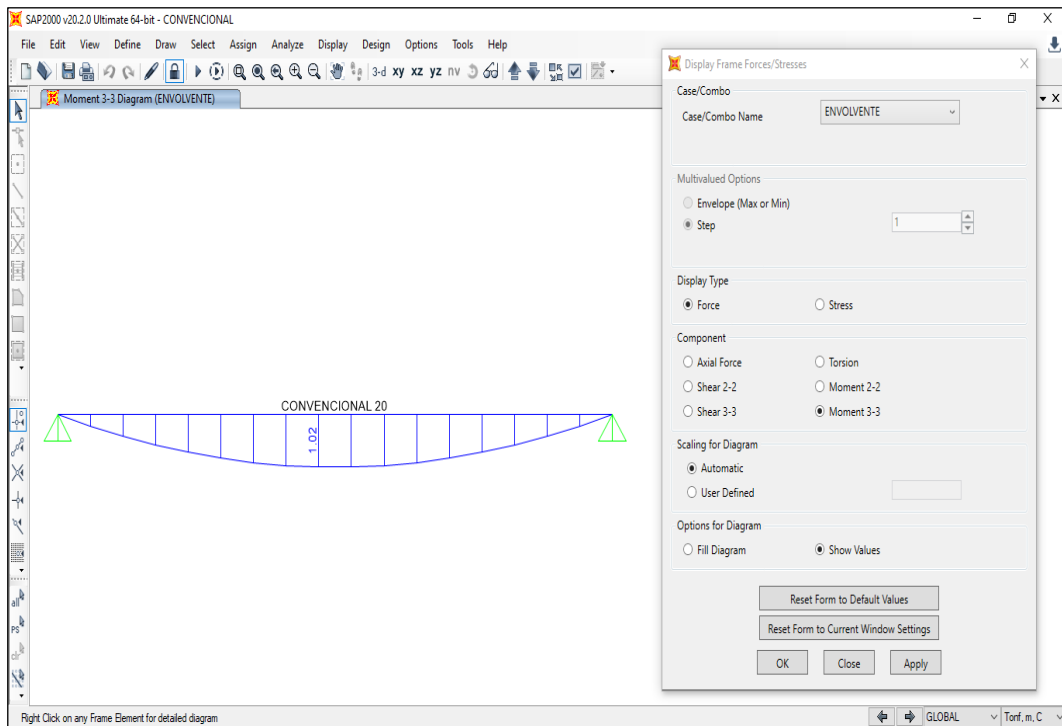 SAP2000 v20.2.0 Ultimate 64-bit - CONVENCIONAL
File Edit View Define Draw Select Assign Analyze Display Design Options Tools Help
3-d xy xz yz nv
Moment 3-3 Diagram (ENVOLVENTE)
X
all
PS
clr
CONVENCIONAL 20
1.02
Display Frame Forces/Stresses
Case/Combo
Case/Combo Name ENVOLVENTE
Multivalued Options
Envelope (Max or Min)
Step 1
Display Type
Force Stress
Component
Axial Force Torsion
Shear 2-2 Moment 2-2
Shear 3-3 Moment 3-3
Scaling for Diagram
Automatic
User Defined
Options for Diagram
Fill Diagram Show Values
Reset Form to Default Values
Reset Form to Current Window Settings
OK Close Apply
Right Click on any Frame Element for detailed diagram GLOBAL Tonf, m, C